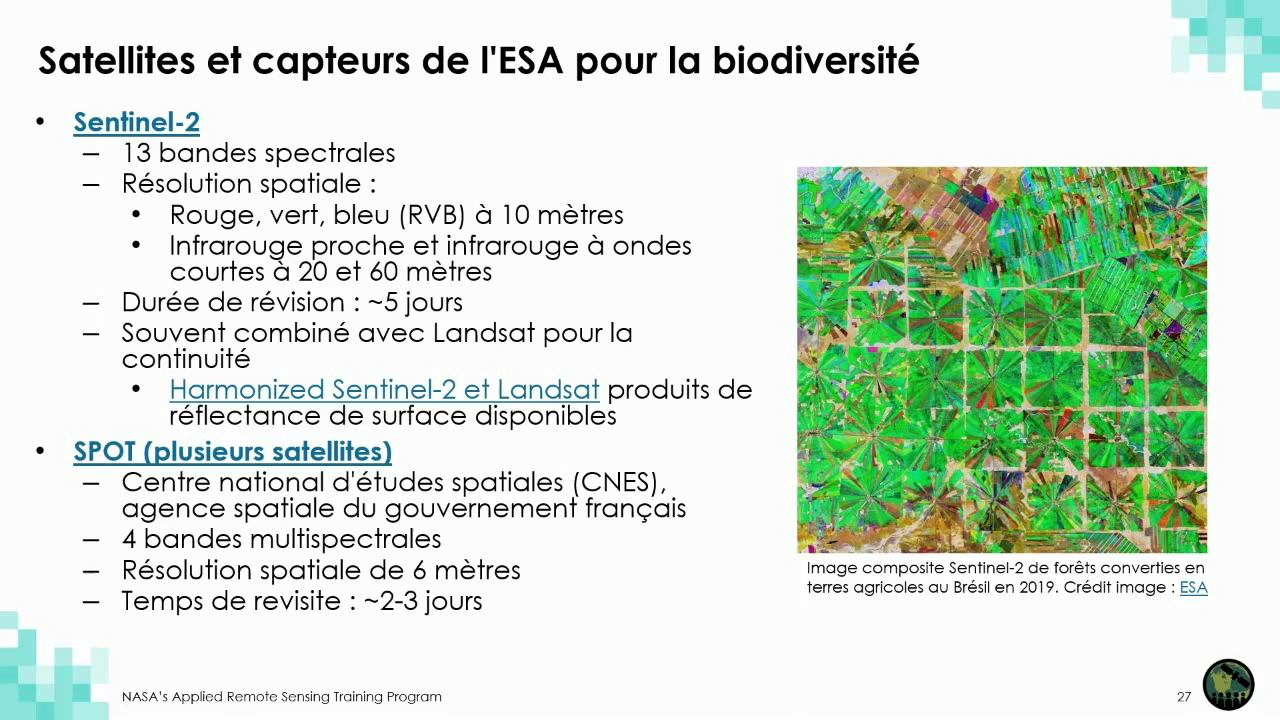 Satellites et capteurs de l'ESA pour la biodiversité
• Sentinel-2
– 13 bandes spectrales
– Résolution spatiale :
• Rouge, vert, bleu (RVB) à 10 mètres
• Infrarouge proche et infrarouge à ondes
courtes à 20 et 60 mètres
– Durée de révision : ~5 jours
– Souvent combiné avec Landsat pour la
continuité
• Harmonized Sentinel-2 et Landsat produits de
réflectance de surface disponibles
• SPOT (plusieurs satellites)
– Centre national d'études spatiales (CNES),
agence spatiale du gouvernement français
– 4 bandes multispectrales
– Résolution spatiale de 6 mètres
– Temps de revisite : ~2-3 jours
Image composite Sentinel-2 de forêts converties en
terres agricoles au Brésil en 2019. Crédit image : ESA
NASA's Applied Remote Sensing Training Program
27